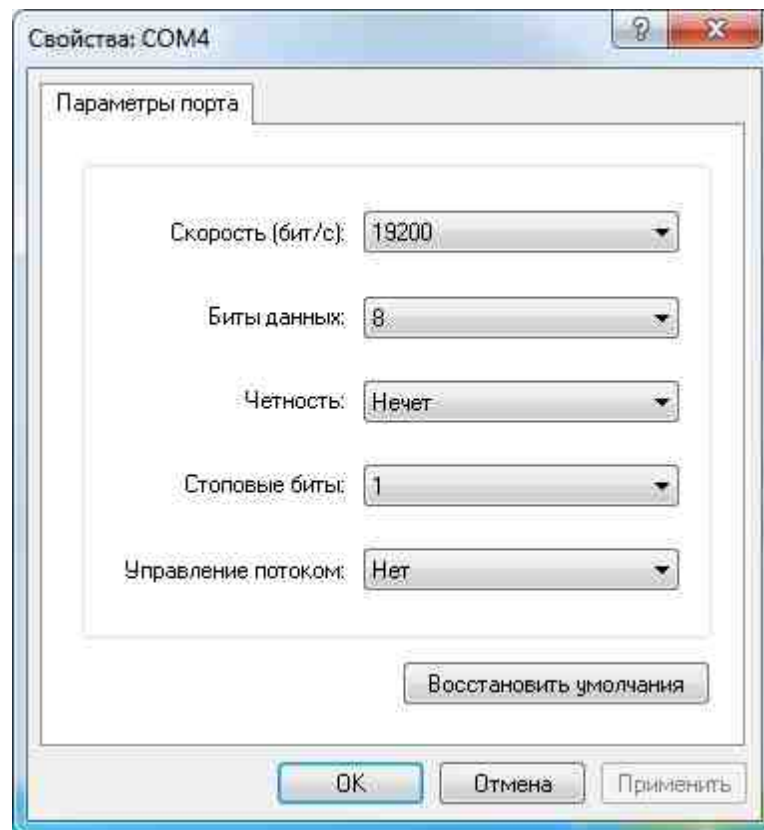 Свойства: COM4
Параметры порта
Скорость (бит/с): 19200
Биты данных: 8
Четность: Нечет
Стоповые биты: 1
Управление потоком: Нет
Восстановить умолчания
OK Отмена Применить